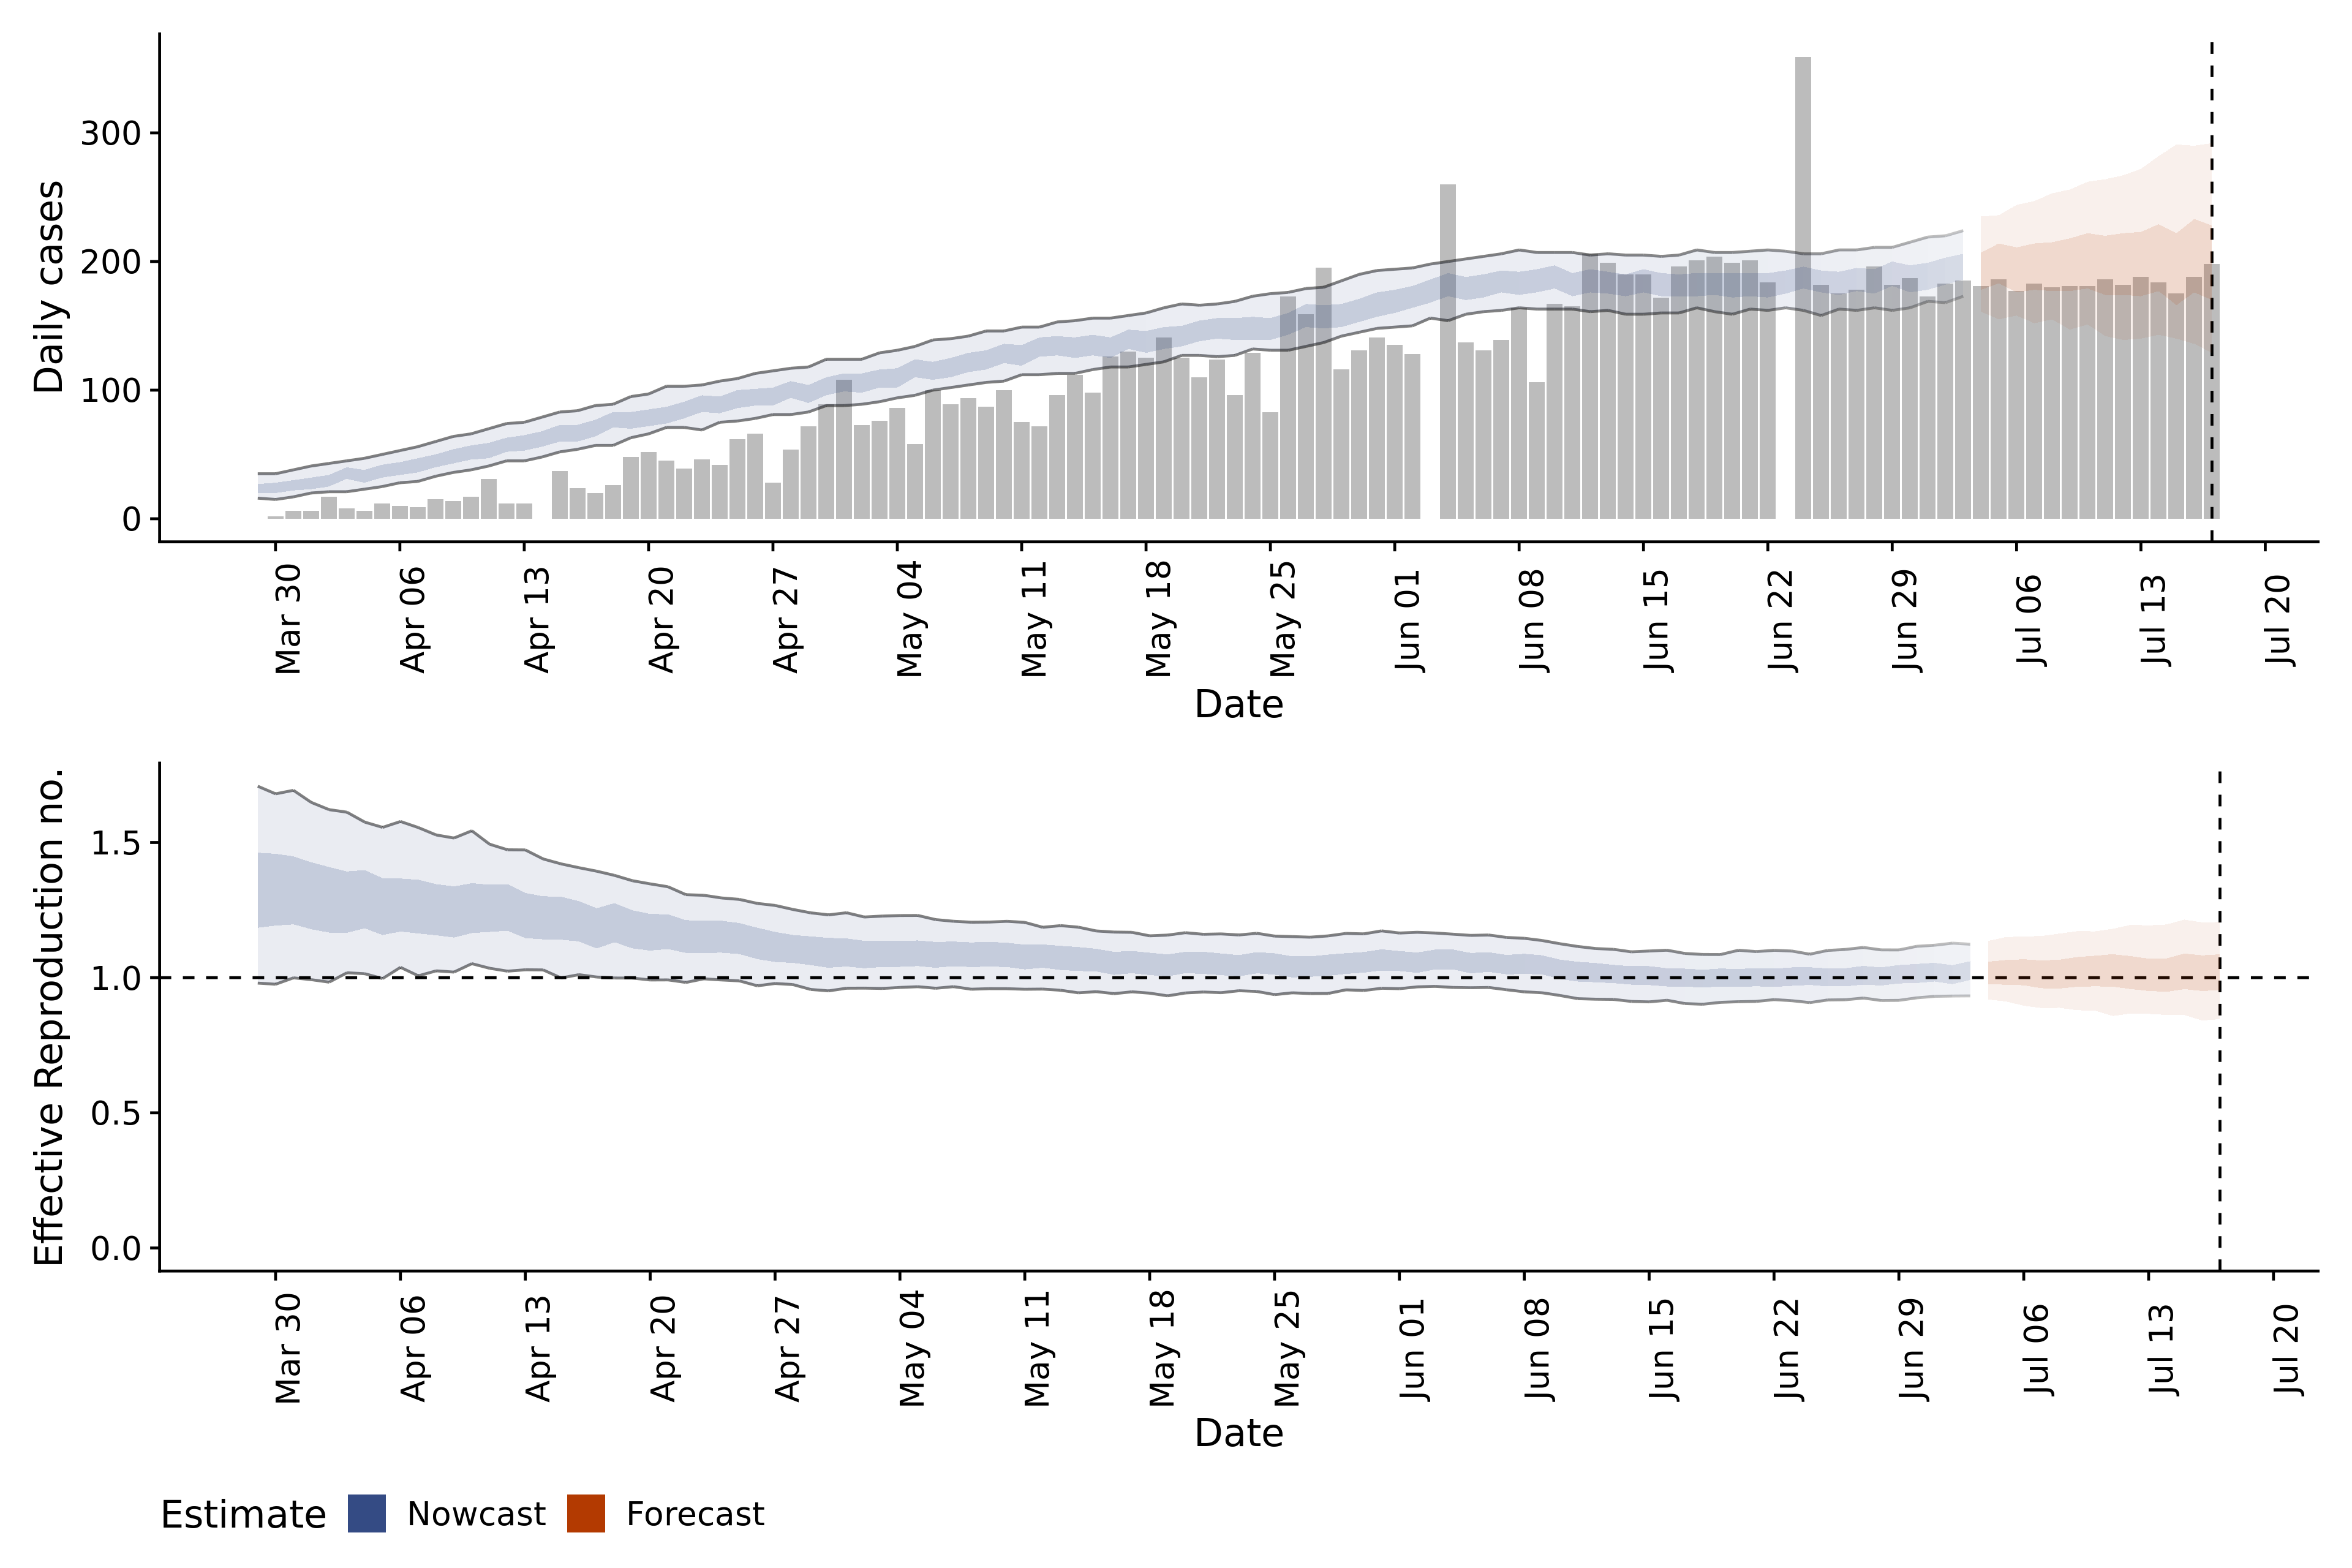 Daily cases
300
200
100
0
Mar 30
Apr 06
Apr 13
Apr 20
Apr 27
May 04
May 11
May 18
May 25
Jun 01
Jun 08
Jun 15
Jun 22
Jun 29
Jul 06
Jul 13
Jul 20
Date
Effective Reproduction no.
1.5
1.0
0.5
0.0
Mar 30
Apr 06
Apr 13
Apr 20
Apr 27
May 04
May 11
May 18
May 25
Jun 01
Jun 08
Jun 15
Jun 22
Jun 29
Jul 06
Jul 13
Jul 20
Date
Estimate Nowcast Forecast